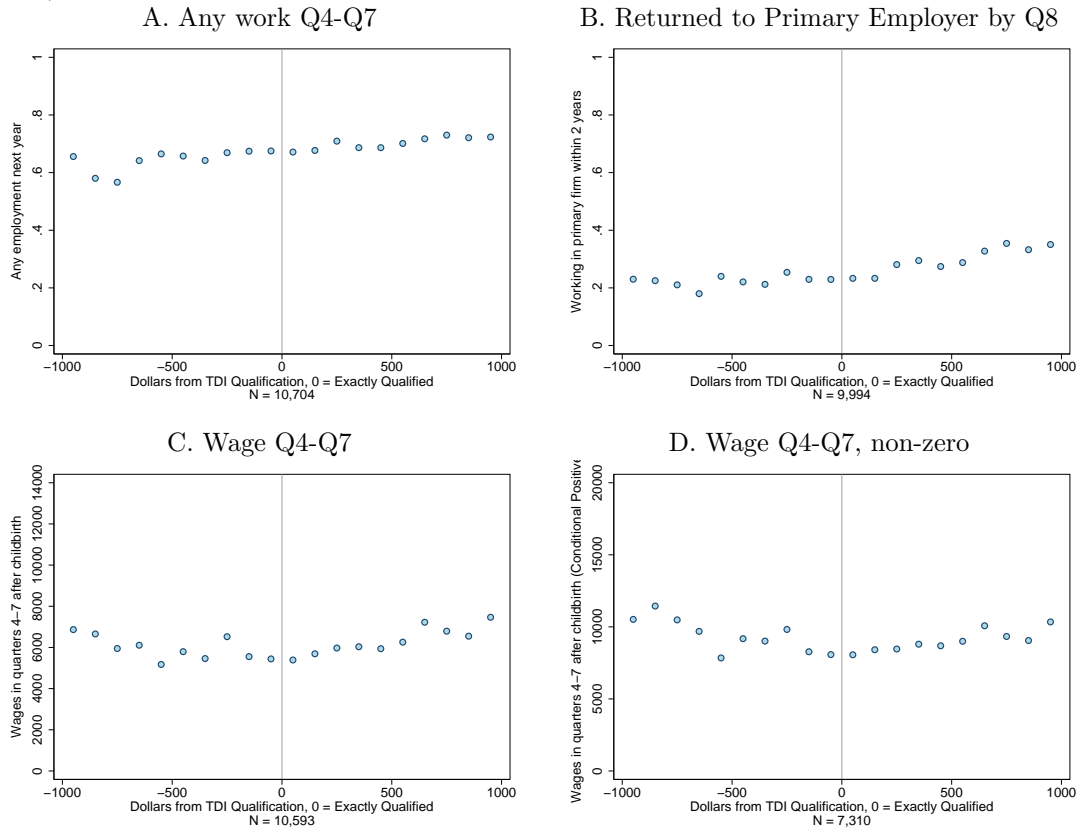 A. Any work Q4-Q7
Any employment next year
0 .2 .4 .6 .8 1
−1000 −500 0 500 1000
Dollars from TDI Qualification, 0 = Exactly Qualified
N = 10,704
B. Returned to Primary Employer by Q8
Working in primary firm within 2 years
0 .2 .4 .6 .8 1
−1000 −500 0 500 1000
Dollars from TDI Qualification, 0 = Exactly Qualified
N = 9,994
C. Wage Q4-Q7
Wages in quarters 4−7 after childbirth
0 2000 4000 6000 8000 10000 12000 14000
−1000 −500 0 500 1000
Dollars from TDI Qualification, 0 = Exactly Qualified
N = 10,593
D. Wage Q4-Q7, non-zero
Wages in quarters 4−7 after childbirth (Conditional Positive
0 5000 10000 15000 20000
−1000 −500 0 500 1000
Dollars from TDI Qualification, 0 = Exactly Qualified
N = 7,310